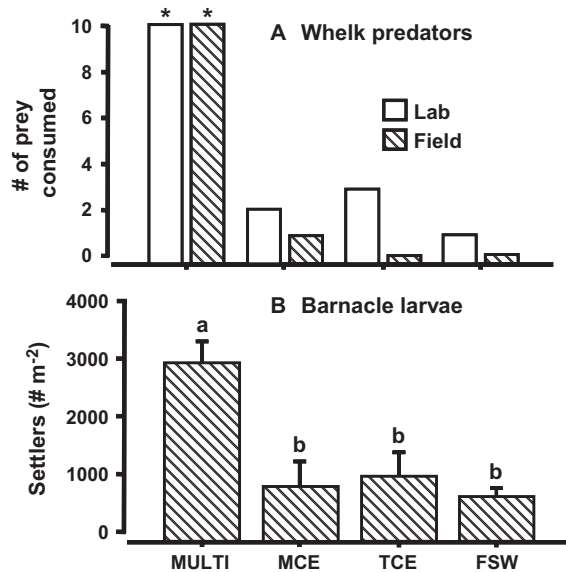 A Whelk predators
* *
Lab
Field
# of prey
consumed
10
8
6
4
2
0
B Barnacle larvae
Settlers (# m-2)
4000
3000
2000
1000
0
a
b
b
b
MULTI MCE TCE FSW